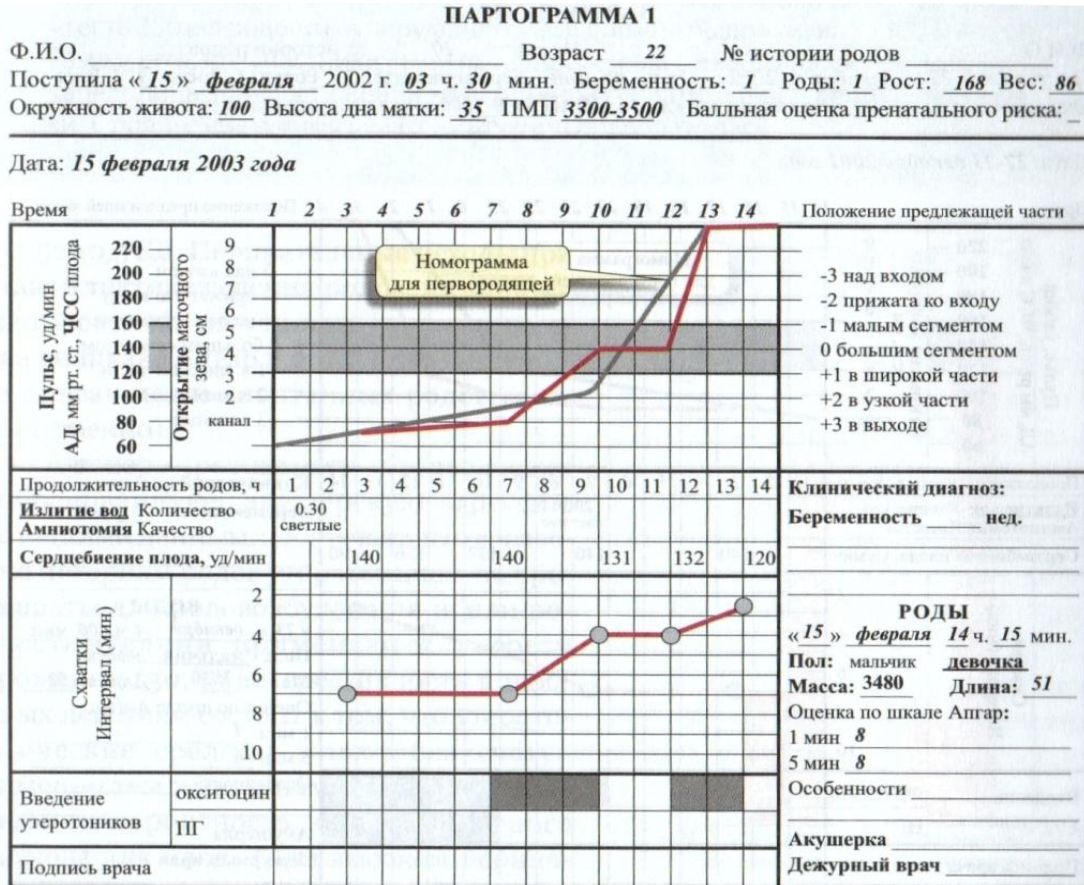 ПАРТОГРАММА 1
Ф.И.О. Возраст 22 № истории родов
Поступила « 15 » февраля 2002 г. 03 ч. 30 мин. Беременность: 1 Роды: 1 Рост: 168 Вес: 86
Окружность живота: 100 Высота дна матки: 35 ПМП 3300-3500 Балльная оценка пренатального риска:
Дата: 15 февраля 2003 года
Время 1 2 3 4 5 6 7 8 9 10 11 12 13 14 Положение предлежащей части
Пульс, уд/мин
АД, ммрт. ст., ЧСС плода
220
200
180
160
140
120
100
80
60
Открытие маточного
зева, см
9
8
7
6
5
4
3
2
1
канал
Номограмма
для первородящей
-3 над входом
-2 прижата ко входу
-1 малым сегментом
0 большим сегментом
+1 в широкой части
+2 в узкой части
+3 в выходе
Продолжительность родов, ч 1 2 3 4 5 6 7 8 9 10 11 12 13 14
Излитие вод Количество 0.30
Амниотомия Качество светлые
Сердцебиение плода, уд/мин 140 140 131 132 120
Схватки
Интервал (мин)
2
4
6
8
10
Введение
утеротоников
окситоцин
ПГ
Подпись врача
Клинический диагноз:
Беременность нед.
РОДЫ
« 15 » февраля 14 ч. 15 мин.
Пол: мальчик девочка
Масса: 3480 Длина: 51
Оценка по шкале Апгар:
1 мин 8
5 мин 8
Особенности
Акушерка
Дежурный врач